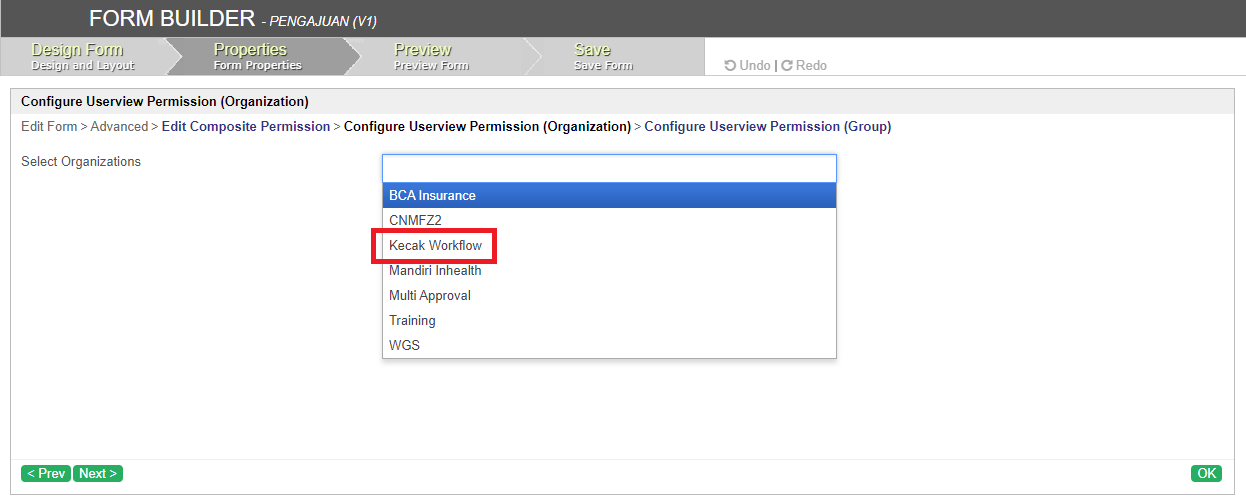 FORM BUILDER - PENGAJUAN (V1)
Design Form
Design and Layout
Properties
Form Properties
Preview
Preview Form
Save
Save Form
Undo | Redo
Configure Userview Permission (Organization)
Edit Form > Advanced > Edit Composite Permission > Configure Userview Permission (Organization) > Configure Userview Permission (Group)
Select Organizations
BCA Insurance
CNMFZ2
Kecak Workflow
Mandiri Inhealth
Multi Approval
Training
WGS
< Prev Next > OK